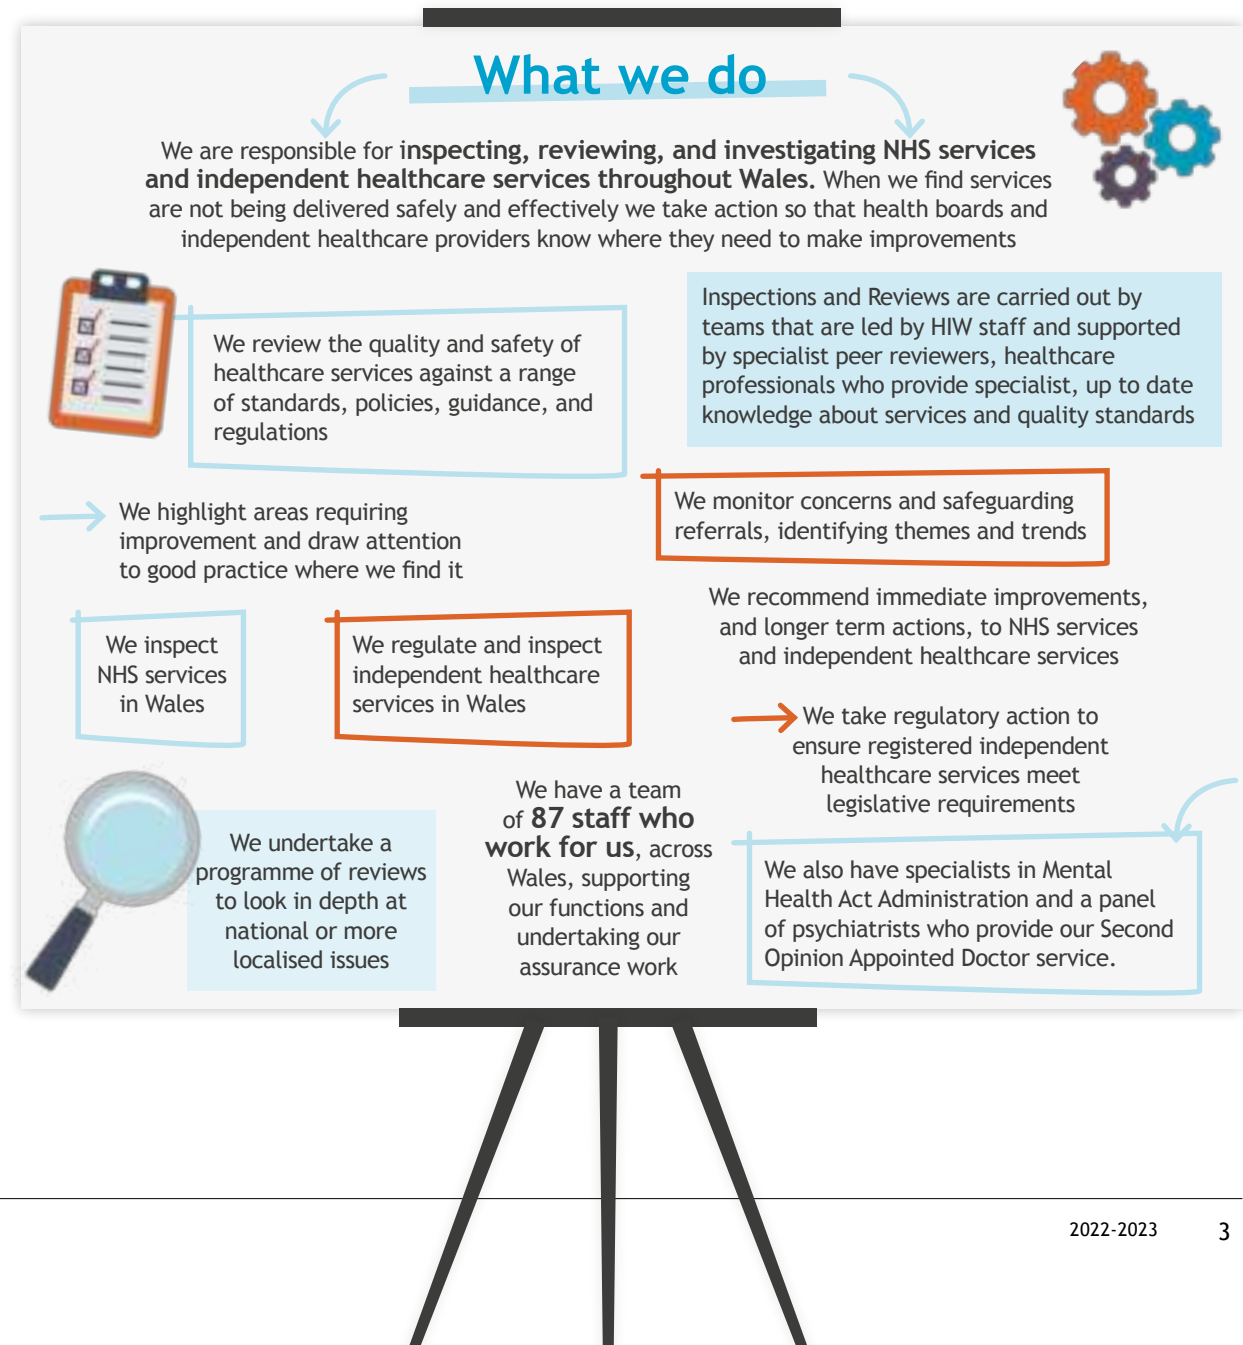 What we do
We are responsible for inspecting, reviewing, and investigating NHS services
and independent healthcare services throughout Wales. When we find services
are not being delivered safely and effectively we take action so that health boards and
independent healthcare providers know where they need to make improvements
We review the quality and safety of
healthcare services against a range
of standards, policies, guidance, and
regulations
Inspections and Reviews are carried out by
teams that are led by HIW staff and supported
by specialist peer reviewers, healthcare
professionals who provide specialist, up to date
knowledge about services and quality standards
We highlight areas requiring
improvement and draw attention
to good practice where we find it
We monitor concerns and safeguarding
referrals, identifying themes and trends
We inspect
NHS services
in Wales
We regulate and inspect
independent healthcare
services in Wales
We recommend immediate improvements,
and longer term actions, to NHS services
and independent healthcare services
We take regulatory action to
ensure registered independent
healthcare services meet
legislative requirements
We undertake a
programme of reviews
to look in depth at
national or more
localised issues
We have a team
of 87 staff who
work for us, across
Wales, supporting
our functions and
undertaking our
assurance work
We also have specialists in Mental
Health Act Administration and a panel
of psychiatrists who provide our Second
Opinion Appointed Doctor service.
2022-2023 3